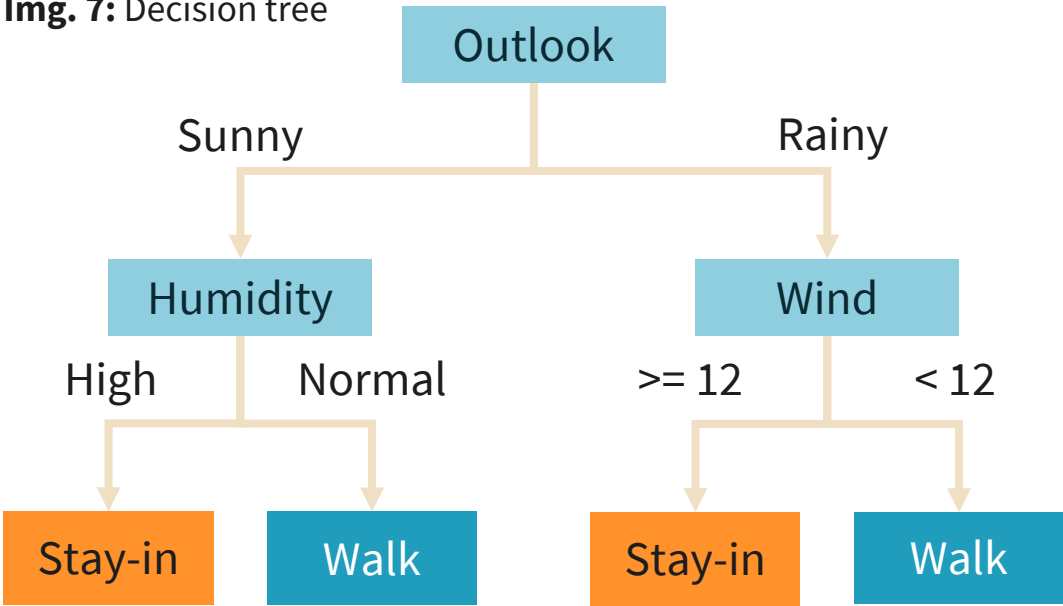 Img. 7: Decision tree
Outlook
Sunny Rainy
Humidity Wind
High Normal >= 12 < 12
Stay-in Walk Stay-in Walk